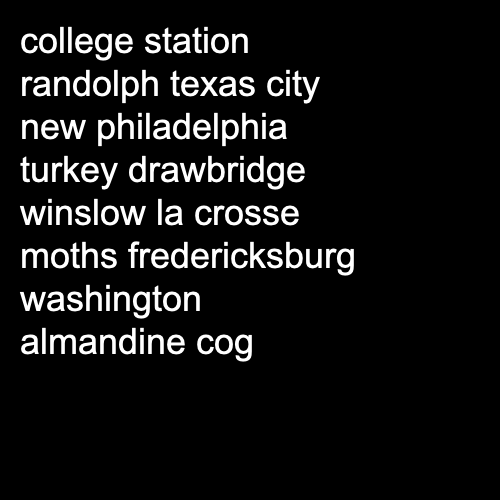 college station
randolph texas city
new philadelphia
turkey drawbridge
winslow la crosse
moths fredericksburg
washington
almandine cog